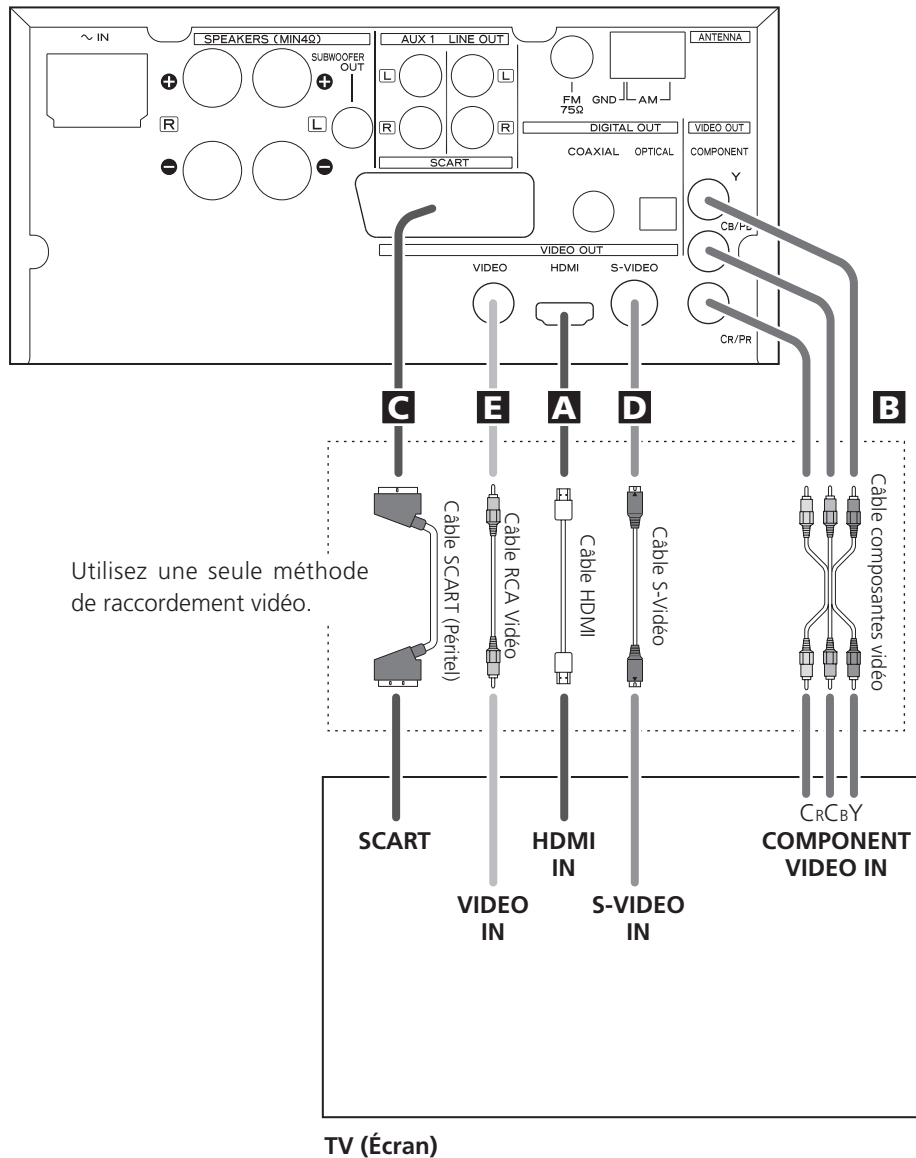 ∼ IN
SPEAKERS (MIN4Ω)
SUBWOOFER
OUT
R
L
AUX 1 LINE OUT
L
L
R
R
SCART
FM
75Ω
GND
AM
ANTENNA
DIGITAL OUT
COAXIAL
OPTICAL
VIDEO OUT
COMPONENT
Y
CB/PB
CR/PR
VIDEO OUT
VIDEO
HDMI
S-VIDEO
C
E
A
D
B
Utilisez une seule méthode
de raccordement vidéo.
Câble SCART (Péritel)
Câble RCA Vidéo
Câble HDMI
Câble S-Vidéo
Câble composantes vidéo
CRCBY
SCART
HDMI
IN
COMPONENT
VIDEO IN
VIDEO
IN
S-VIDEO
IN
TV (Écran)